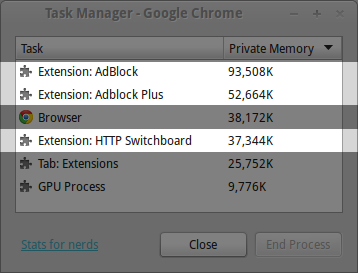 Task Manager - Google Chrome
Task Private Memory
Extension: AdBlock 93,508K
Extension: Adblock Plus 52,664K
Browser 38,172K
Extension: HTTP Switchboard 37,344K
Tab: Extensions 25,752K
GPU Process 9,776K
Stats for nerds Close End Process